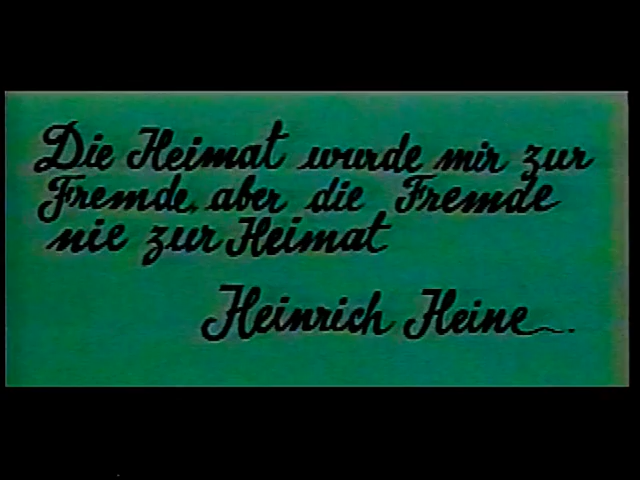 Die Heimat wurde mir zur
Fremde, aber die Fremde
nie zur Heimat
Heinrich Heine